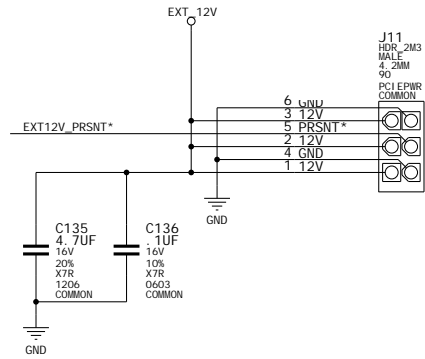 EXT_12V
J11
HDR_2M3
MALE
4.2MM
90
PCIEPWR
COMMON
6 GND
3 12V
EXT12V_PRSNT* 5 PRSNT*
2 12V
4 GND
1 12V
GND
C135
4.7UF
16V
20%
X7R
1206
COMMON
C136
.1UF
16V
10%
X7R
0603
COMMON
GND